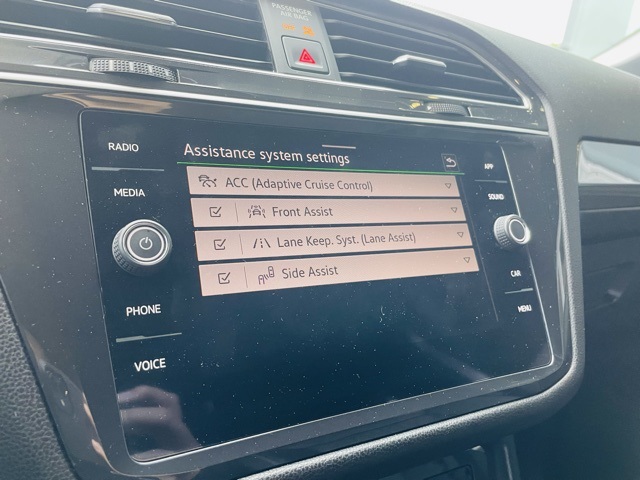 PASSENGER
AIR BAG
RADIO
MEDIA
PHONE
VOICE
Assistance system settings
ACC (Adaptive Cruise Control)
Front Assist
Lane Keep. Syst. (Lane Assist)
Side Assist
APP
SOUND
CAR
MENU